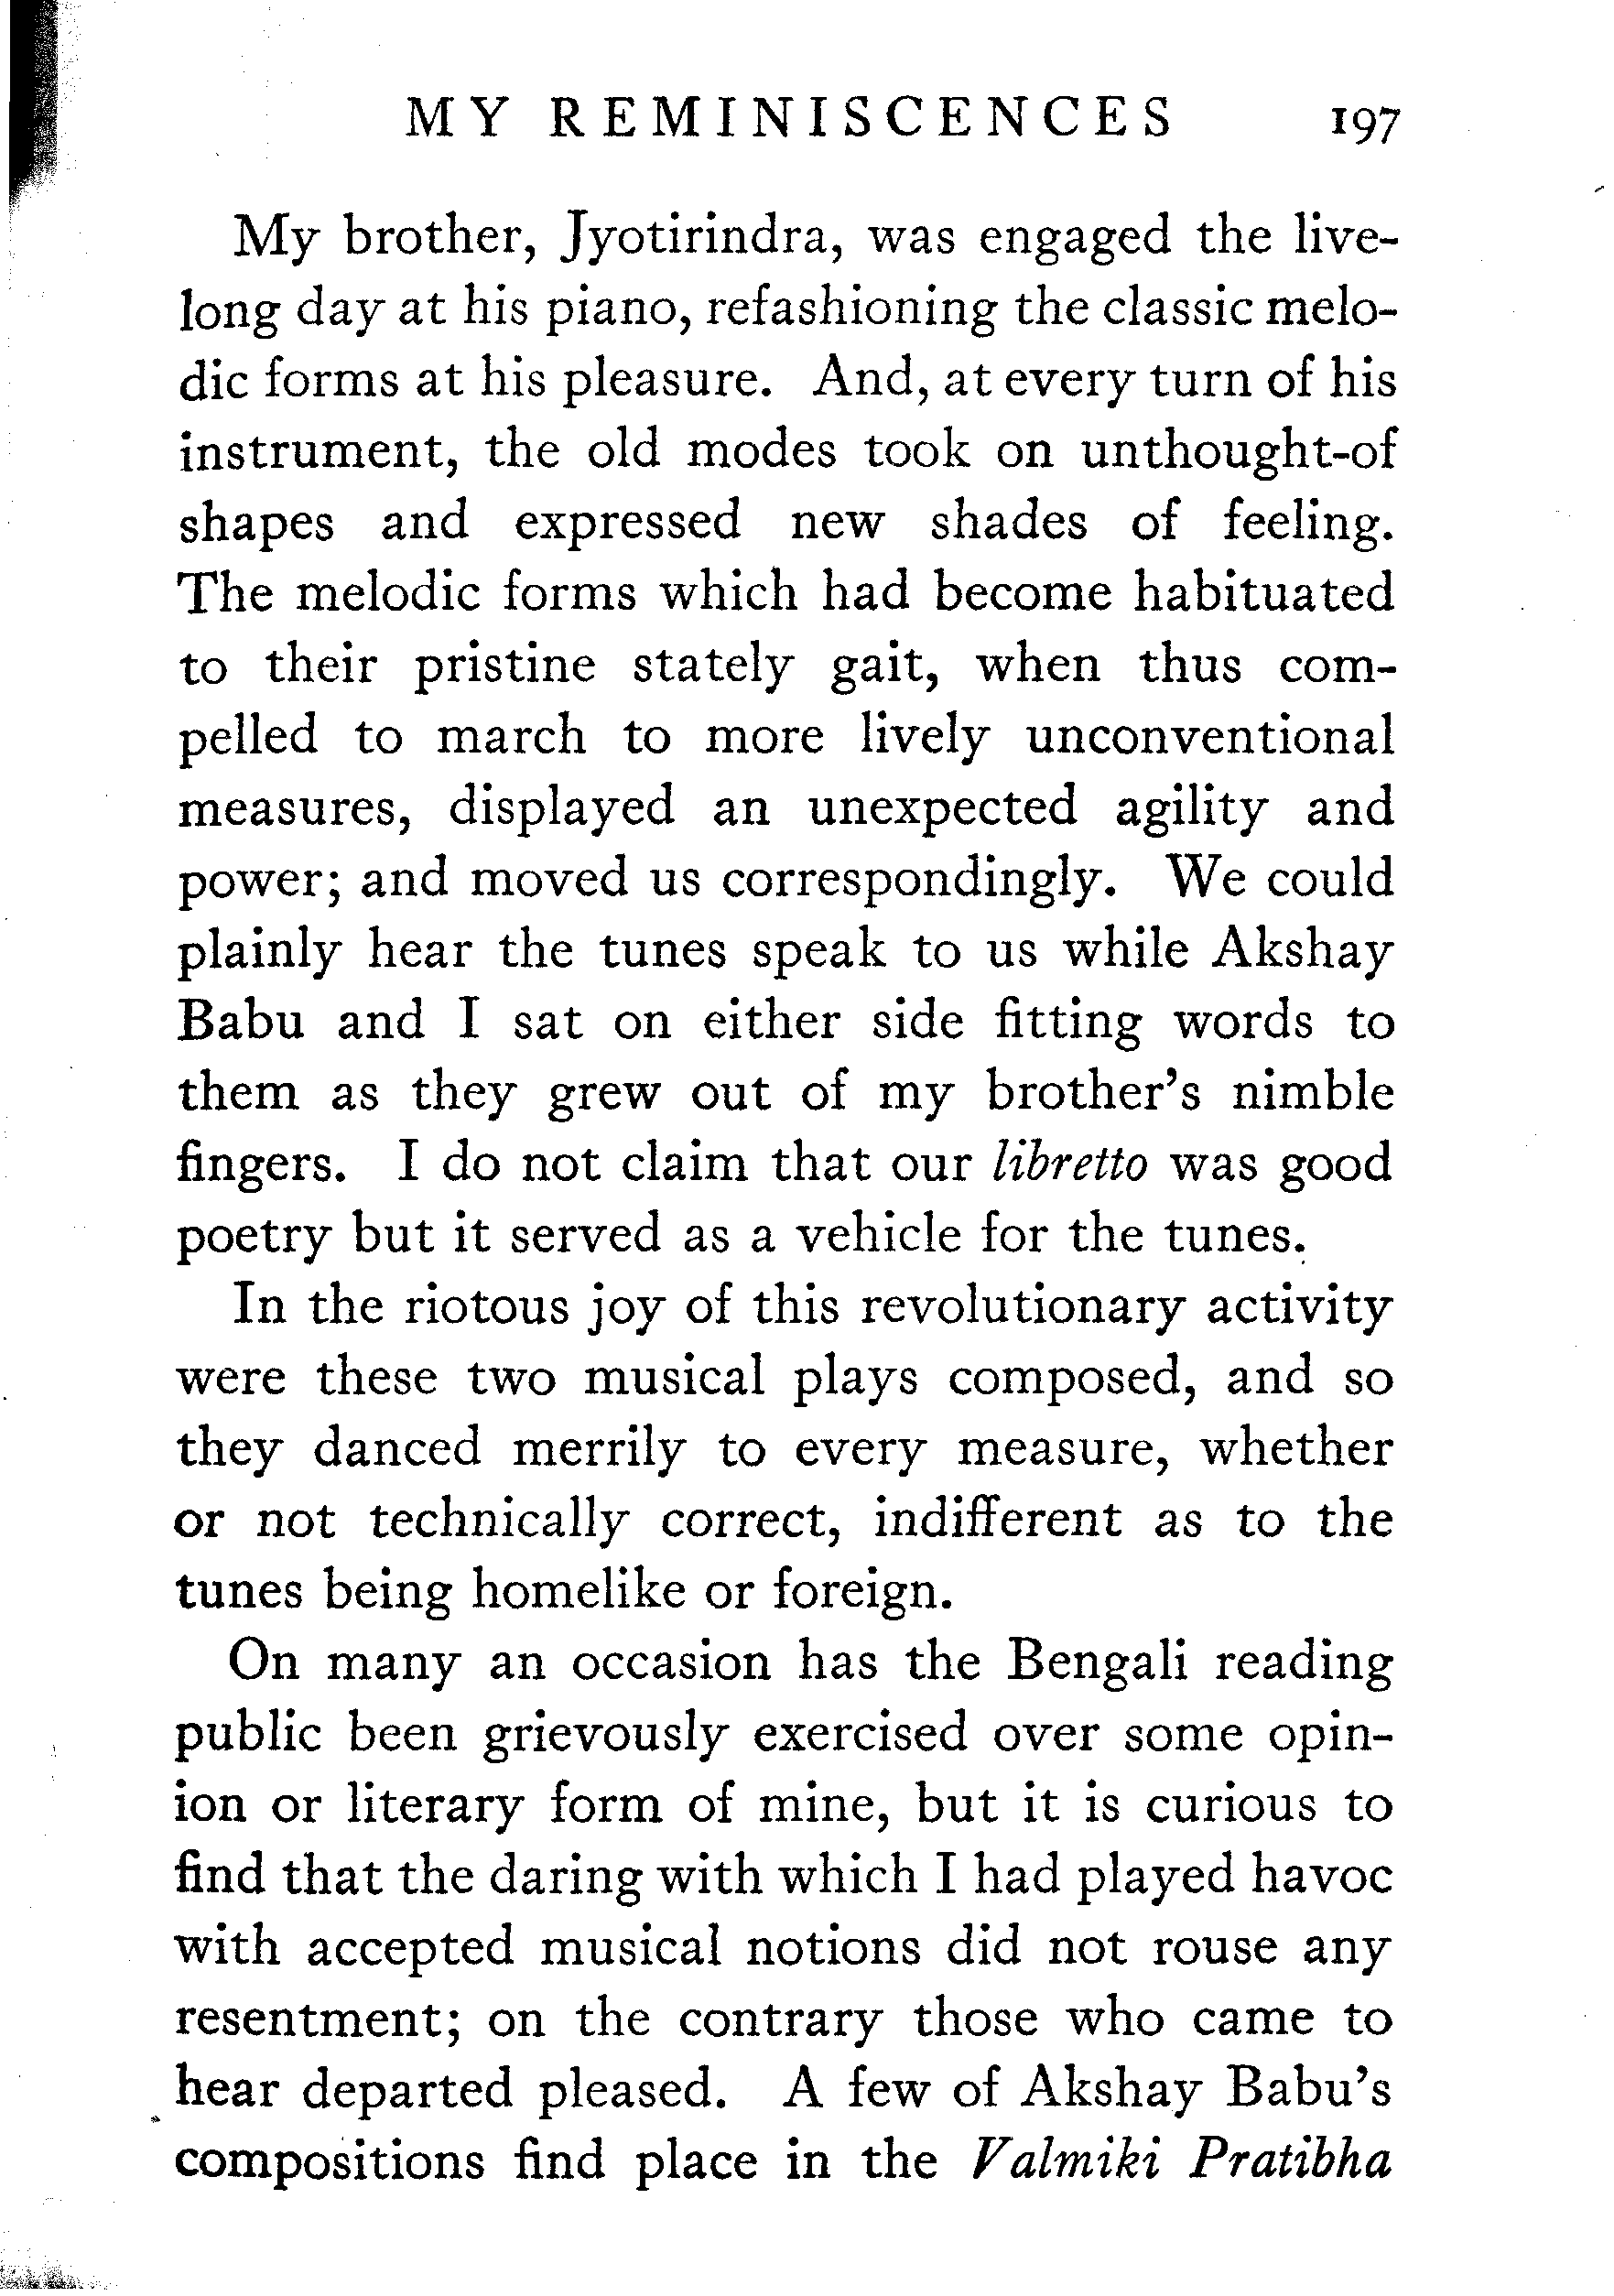 MY REMINISCENCES 197
My brother, Jyotirindra, was engaged the live-
long day at his piano, refashioning the classic melo-
dic forms at his pleasure. And, at every turn of his
instrument, the old modes took on unthought-of
shapes and expressed new shades of feeling.
The melodic forms which had become habituated
to their pristine stately gait, when thus com-
pelled to march to more lively unconventional
measures, displayed an unexpected agility and
power; and moved us correspondingly. We could
plainly hear the tunes speak to us while Akshay
Babu and I sat on either side fitting words to
them as they grew out of my brother's nimble
fingers. I do not claim that our libretto was good
poetry but it served as a vehicle for the tunes.
In the riotous joy of this revolutionary activity
were these two musical plays composed, and so
they danced merrily to every measure, whether
or not technically correct, indifferent as to the
tunes being homelike or foreign.
On many an occasion has the Bengali reading
public been grievously exercised over some opin-
ion or literary form of mine, but it is curious to
find that the daring with which I had played havoc
with accepted musical notions did not rouse any
resentment; on the contrary those who came to
hear departed pleased. A few of Akshay Babu's
compositions find place in the Valmiki Pratibha